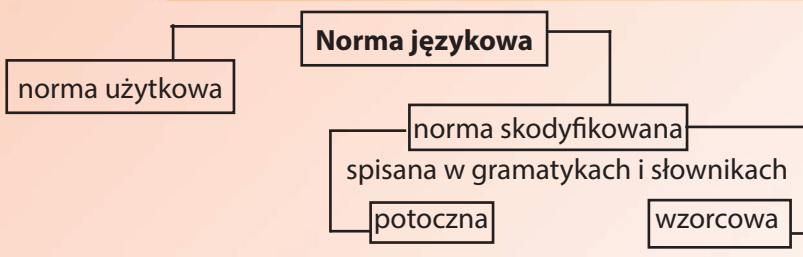 Norma językowa
norma użytkowa
norma skodyfikowana
spisana w gramatykach i słownikach
potoczna
wzorcowa